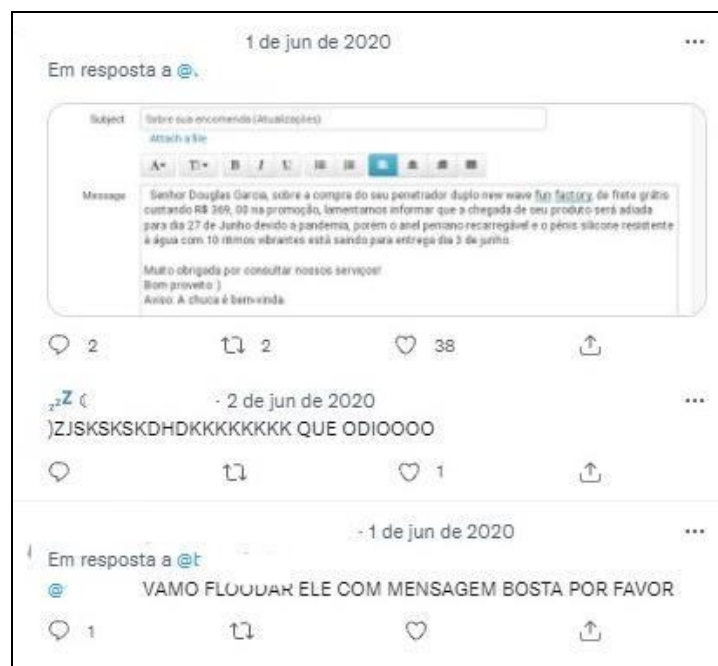 1 de jun de 2020
Em resposta a @.
Subject
Sobre sua encomenda (Atualizações)
Attach a file
A T B I U
Message
Senhor Douglas Garcia, sobre a compra do seu penetrador duplo new wave fun factory, de frete grátis
custando R$ 369, 00 na promoção, lamentamos informar que a chegada de seu produto será adiada
para dia 27 de Junho devido a pandemia, porém o anel peniano recarregável e o pênis silicone resistente
à água com 10 ritmos vibrantes está saindo para entrega dia 3 de junho.
Muito obrigada por consultar nossos serviços!
Bom proveito :)
Aviso: A chuca é bem-vinda.
2 2 38
zzZ · 2 de jun de 2020
)ZJSKSKSKDHDKKKKKKKK QUE ODIOOOO
1
· 1 de jun de 2020
Em resposta a @t
@ VAMO FLOODAR ELE COM MENSAGEM BOSTA POR FAVOR
1